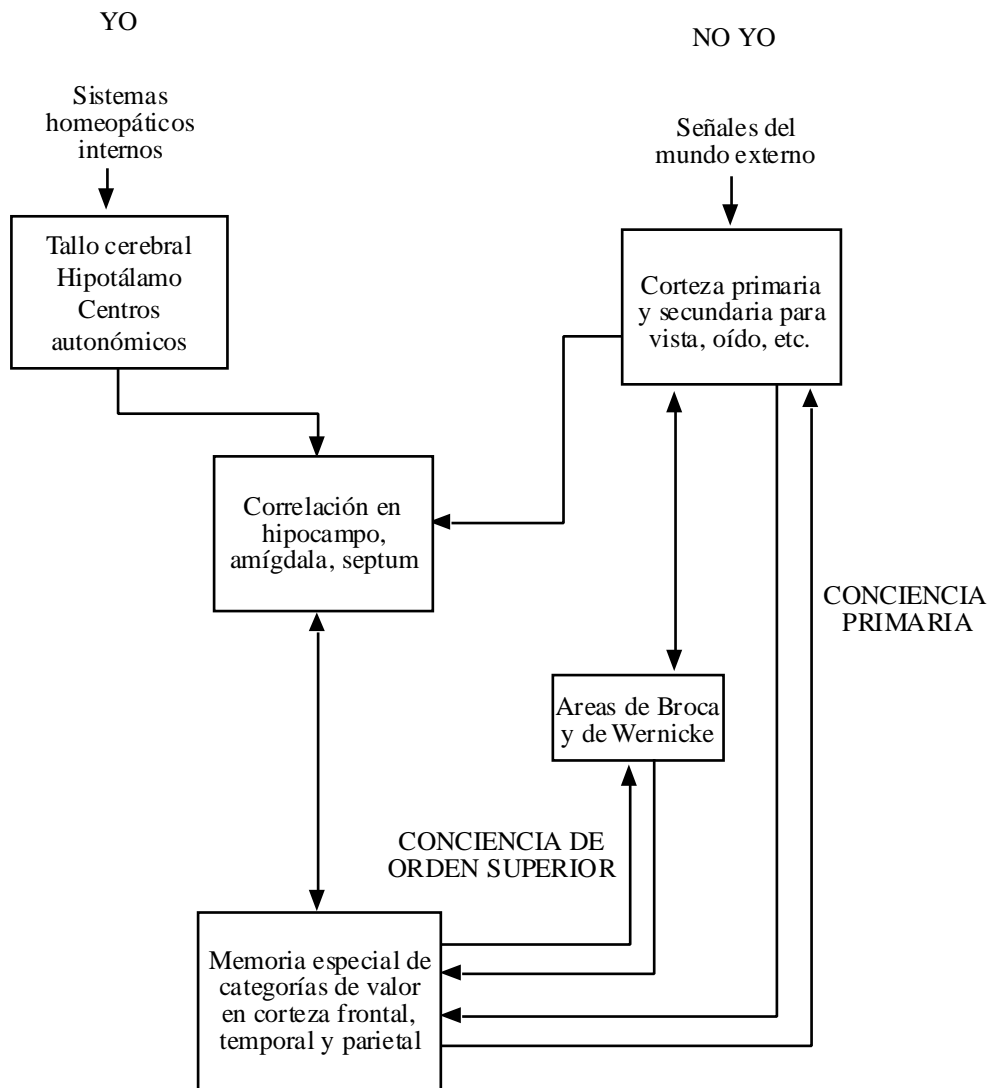 YO
NO YO
Sistemas
homeopáticos
internos
Señales del
mundo externo
Tallo cerebral
Hipotálamo
Centros
autonómicos
Corteza primaria
y secundaria para
vista, oído, etc.
Correlación en
hipocampo,
amígdala, septum
CONCIENCIA
PRIMARIA
Areas de Broca
y de Wernicke
CONCIENCIA DE
ORDEN SUPERIOR
Memoria especial de
categorías de valor
en corteza frontal,
temporal y parietal